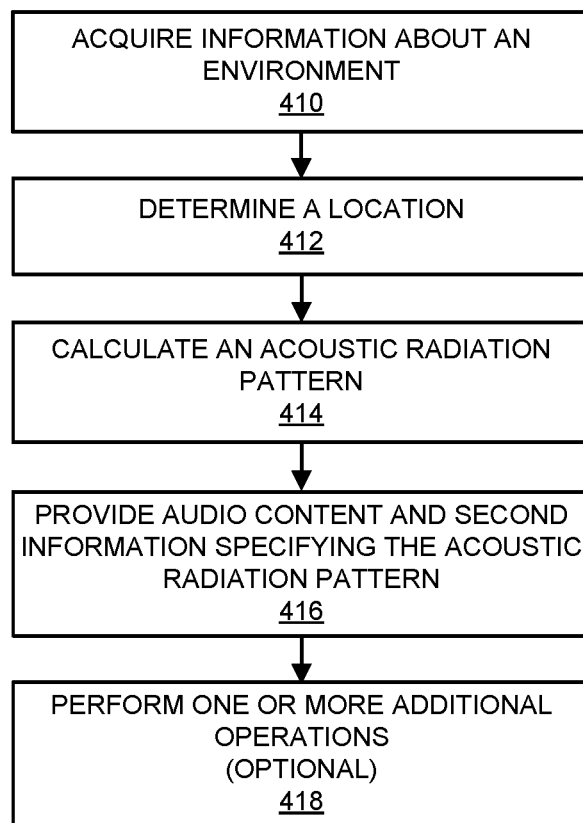 ACQUIRE INFORMATION ABOUT AN
ENVIRONMENT
410
DETERMINE A LOCATION
412
CALCULATE AN ACOUSTIC RADIATION
PATTERN
414
PROVIDE AUDIO CONTENT AND SECOND
INFORMATION SPECIFYING THE ACOUSTIC
RADIATION PATTERN
416
PERFORM ONE OR MORE ADDITIONAL
OPERATIONS
(OPTIONAL)
418